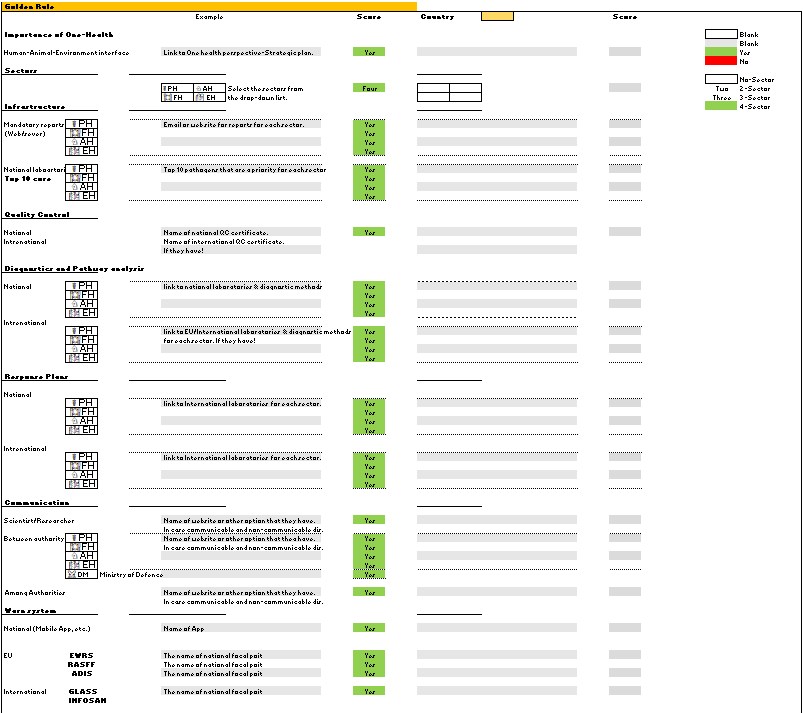 Golden Rule
Example Score Country Score
Importance of One-Health
Blank
Blank
Human-Animal-Environment interface Link to One health perspective-Strategic plan. Yes Yes
No
Sectors
No-Sector
PH AH Select the sectors from Four Two 2-Sector
FH EH the drop-down list. Three 3-Sector
Infrastructure 4-Sector
Mandatory reports PH Email or website for reports for each sector. Yes
(Web/sever) FH Yes
AH Yes
EH Yes
National labaortari PH Top 10 pathogens that are a priority for each sector Yes
Top 10 core FH Yes
AH Yes
EH Yes
Quality Control
National Name of national QC certificate. Yes
Intrenational Name of international QC certificate.
If they have!
Diagnostics and Pathway analysis
National PH link to national laboratories & diagnostic methods Yes
FH Yes
AH Yes
EH Yes
Intrenational
PH link to EU/International laboratories & diagnostic methods Yes
FH for each sector. If they have! Yes
AH Yes
EH Yes
Response Plans
National
PH link to International laboratories for each sector. Yes
FH Yes
AH Yes
EH Yes
Intrenational
PH link to International laboratories for each sector. Yes
FH Yes
AH Yes
EH Yes
Communication
Scientist/Researcher Name of website or other option that they have. Yes
In case communicable and non-communicable dis.
Between authority PH Name of website or other option that they have. Yes
FH In case communicable and non-communicable dis. Yes
AH Yes
EH Yes
DM Ministry of Defence Yes
Among Authorities Name of website or other option that they have. Yes
In case communicable and non-communicable dis.
Warn system
National (Mobile App, etc.) Name of App Yes
EU EWRS The name of national focal poit Yes
RASFF The name of national focal poit Yes
ADIS The name of national focal poit Yes
International GLASS The name of national focal poit Yes
INFOSAN